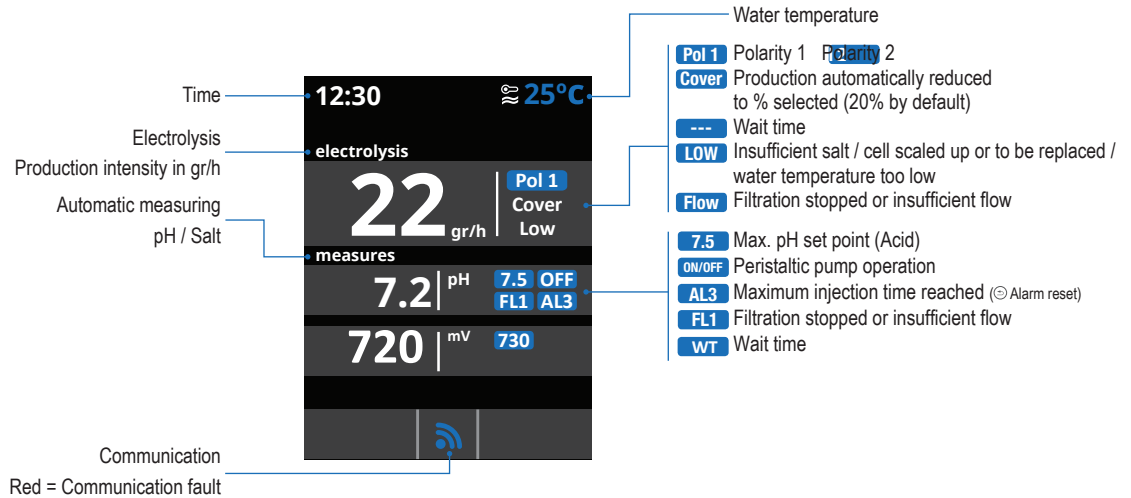 Water temperature
Pol 1 Polarity 1 Polarity 2
Cover Production automatically reduced
to % selected (20% by default)
--- Wait time
LOW Insufficient salt / cell scaled up or to be replaced /
water temperature too low
Flow Filtration stopped or insufficient flow
Time
12:30 25ºC
Electrolysis
Production intensity in gr/h
electrolysis
22 gr/h
Pol 1
Cover
Low
Automatic measuring
pH / Salt
measures
7.2 pH 7.5 OFF
FL1 AL3
720 mV 730
7.5 Max. pH set point (Acid)
ON/OFF Peristaltic pump operation
AL3 Maximum injection time reached (Alarm reset)
FL1 Filtration stopped or insufficient flow
WT Wait time
Communication
Red = Communication fault